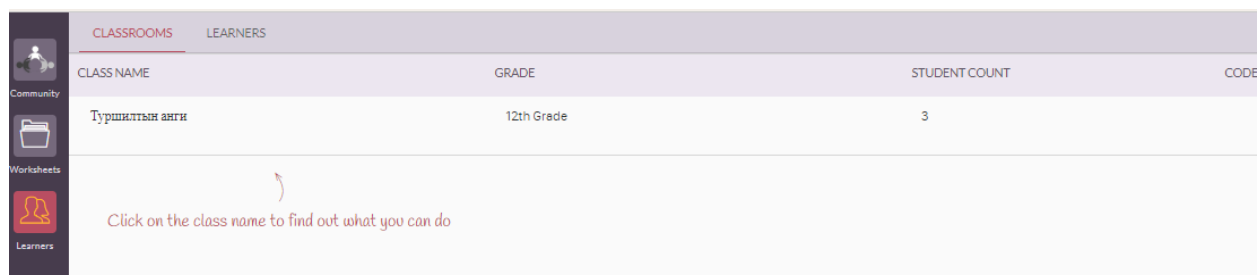 CLASSROOMS LEARNERS
CLASS NAME GRADE STUDENT COUNT CODE
Community
Туршилтын анги 12th Grade 3
Worksheets
Click on the class name to find out what you can do
Learners